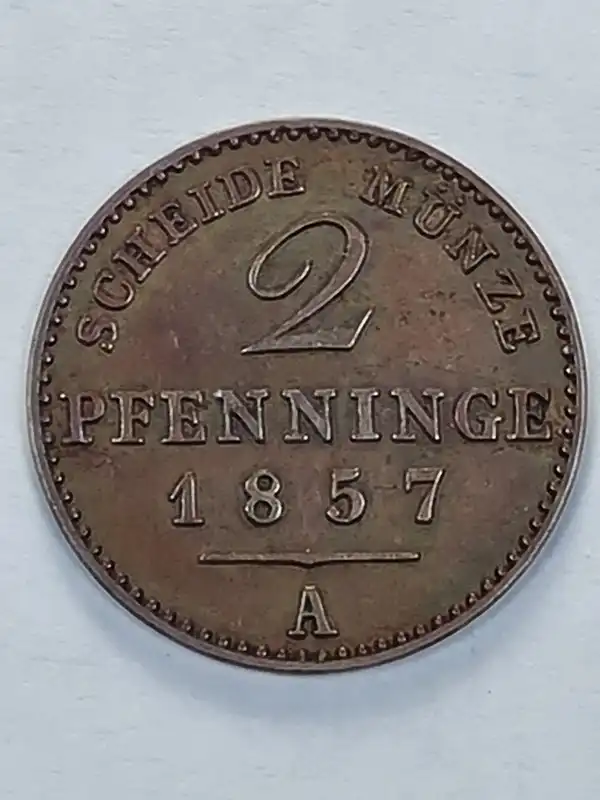 SCHEIDE MÜNZE
2
PFENNINGE
1857
A